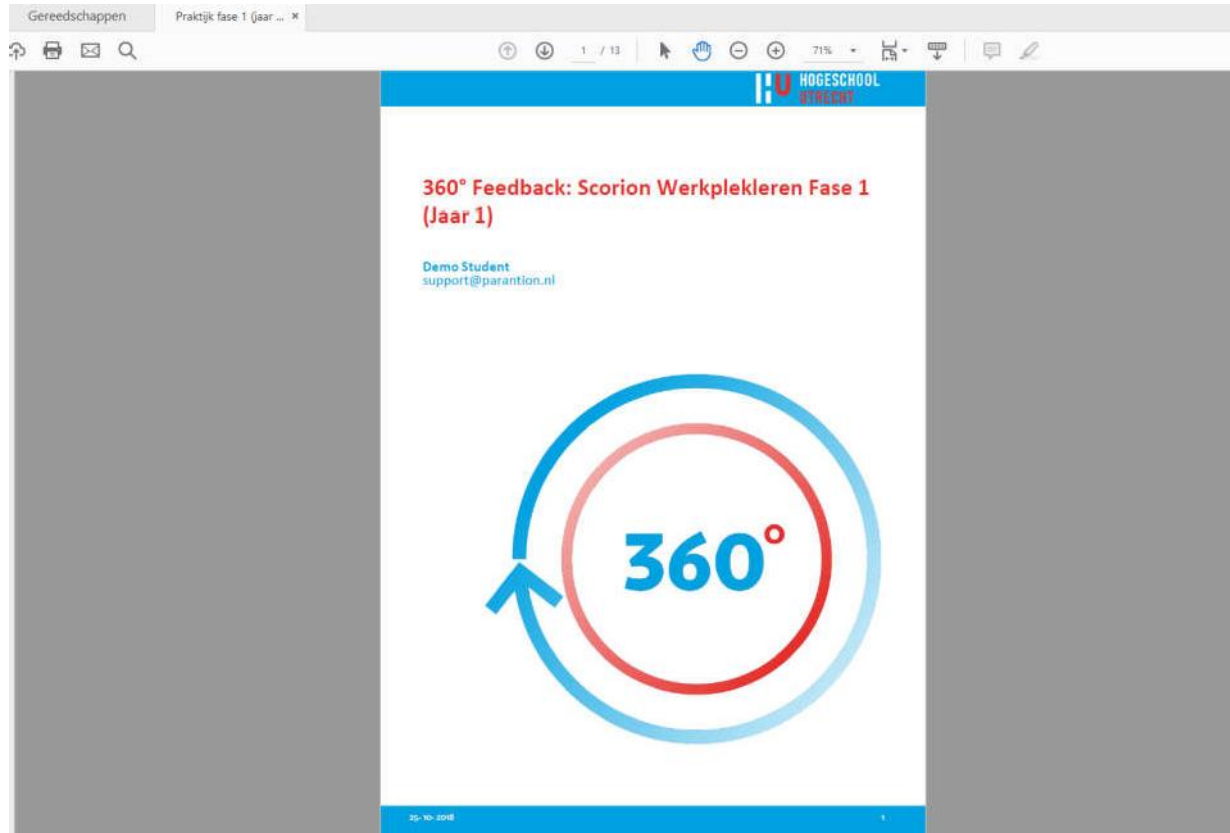 Gereedschappen
Praktijk fase 1 (jaar ... ×
1 / 13
71%
HU HOGESCHOOL
UTRECHT
360° Feedback: Scorion Werkplekleren Fase 1
(Jaar 1)
Demo Student
support@parantion.nl
360°
25-10-2018
1